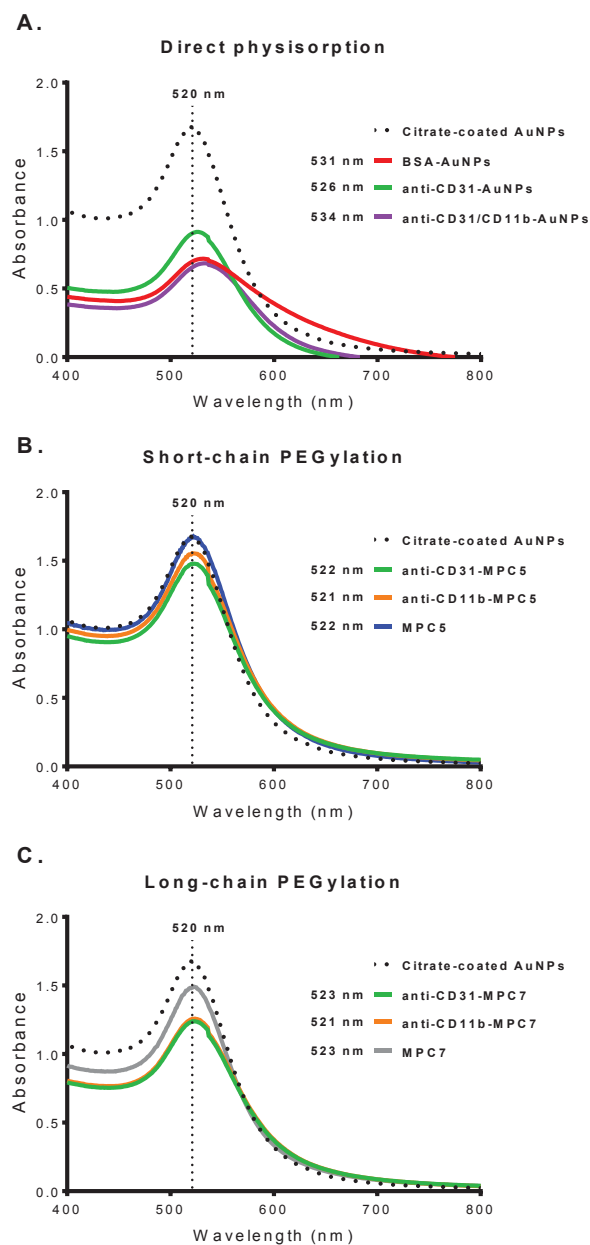 A.
Direct physisorption
2.0
520 nm
Citrate-coated AuNPs
1.5
531 nm BSA-AuNPs
526 nm anti-CD31-AuNPs
534 nm anti-CD31/CD11b-AuNPs
1.0
Absorbance
0.5
0.0
400 500 600 700 800
Wavelength (nm)
B.
Short-chain PEGylation
2.0
520 nm
Citrate-coated AuNPs
1.5
522 nm anti-CD31-MPC5
521 nm anti-CD11b-MPC5
522 nm MPC5
1.0
Absorbance
0.5
0.0
400 500 600 700 800
Wavelength (nm)
C.
Long-chain PEGylation
2.0
520 nm
Citrate-coated AuNPs
1.5
523 nm anti-CD31-MPC7
521 nm anti-CD11b-MPC7
523 nm MPC7
1.0
Absorbance
0.5
0.0
400 500 600 700 800
Wavelength (nm)